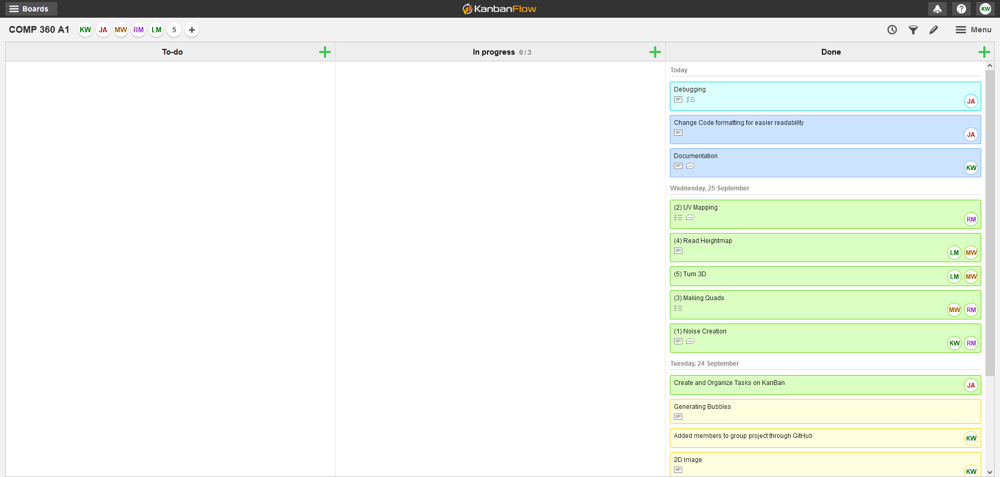 Boards
KanbanFlow
KW
COMP 360 A1
KW JA MW RM LM 5
Menu
To-do
In progress 0 / 3
Done
Today
Debugging
JA
Change Code formatting for easier readability
JA
Documentation
KW
Wednesday, 25 September
(2) UV Mapping
RM
(4) Read Heightmap
LM MW
(5) Turn 3D
LM MW
(3) Making Quads
MW RM
(1) Noise Creation
KW RM
Tuesday, 24 September
Create and Organize Tasks on KanBan
JA
Generating Bubbles
Added members to group project through GitHub
KW
2D Image
KW